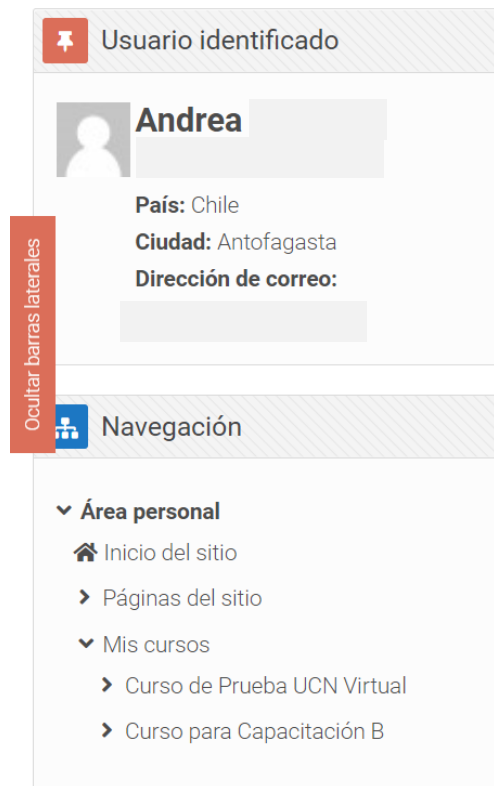 Usuario identificado
Andrea
País: Chile
Ciudad: Antofagasta
Dirección de correo:
Ocultar barras laterales
Navegación
Área personal
Inicio del sitio
Páginas del sitio
Mis cursos
Curso de Prueba UCN Virtual
Curso para Capacitación B